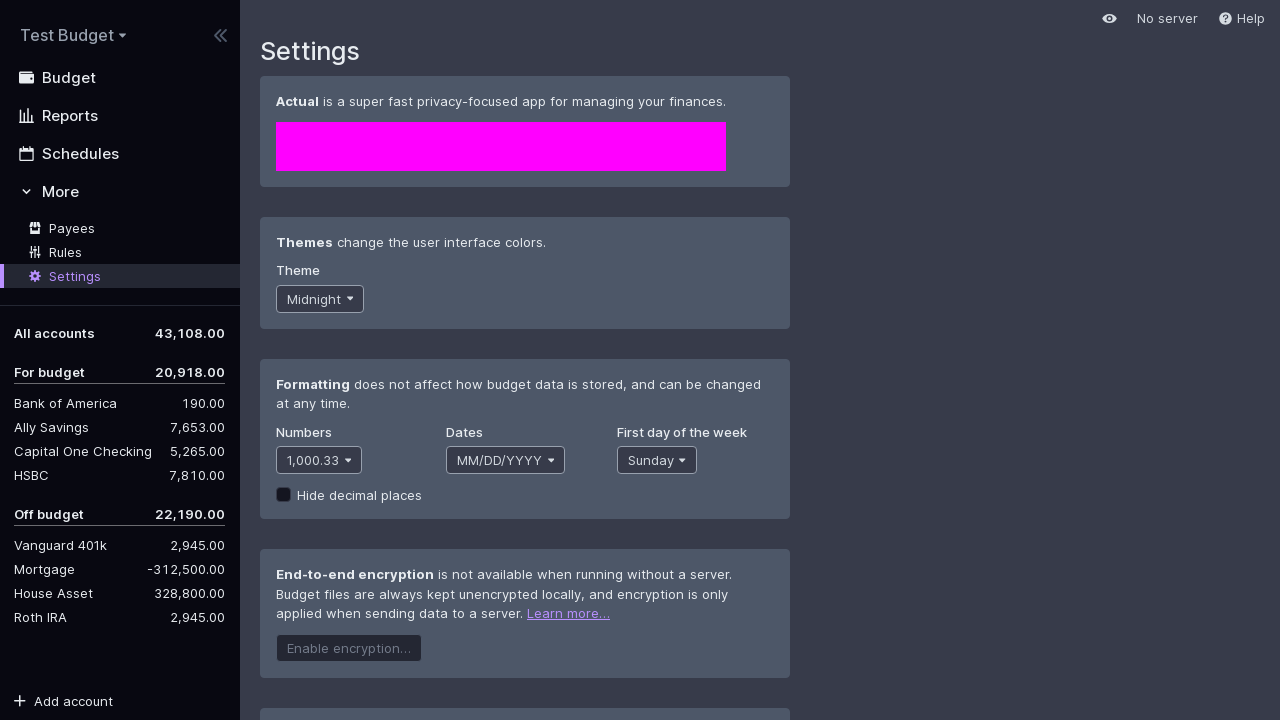 Test Budget
Budget
Reports
Schedules
More
Payees
Rules
Settings
All accounts 43,108.00
For budget 20,918.00
Bank of America 190.00
Ally Savings 7,653.00
Capital One Checking 5,265.00
HSBC 7,810.00
Off budget 22,190.00
Vanguard 401k 2,945.00
Mortgage -312,500.00
House Asset 328,800.00
Roth IRA 2,945.00
Add account
No server Help
Settings
Actual is a super fast privacy-focused app for managing your finances.
Themes change the user interface colors.
Theme
Midnight
Formatting does not affect how budget data is stored, and can be changed
at any time.
Numbers Dates First day of the week
1,000.33 MM/DD/YYYY Sunday
Hide decimal places
End-to-end encryption is not available when running without a server.
Budget files are always kept unencrypted locally, and encryption is only
applied when sending data to a server. Learn more…
Enable encryption…